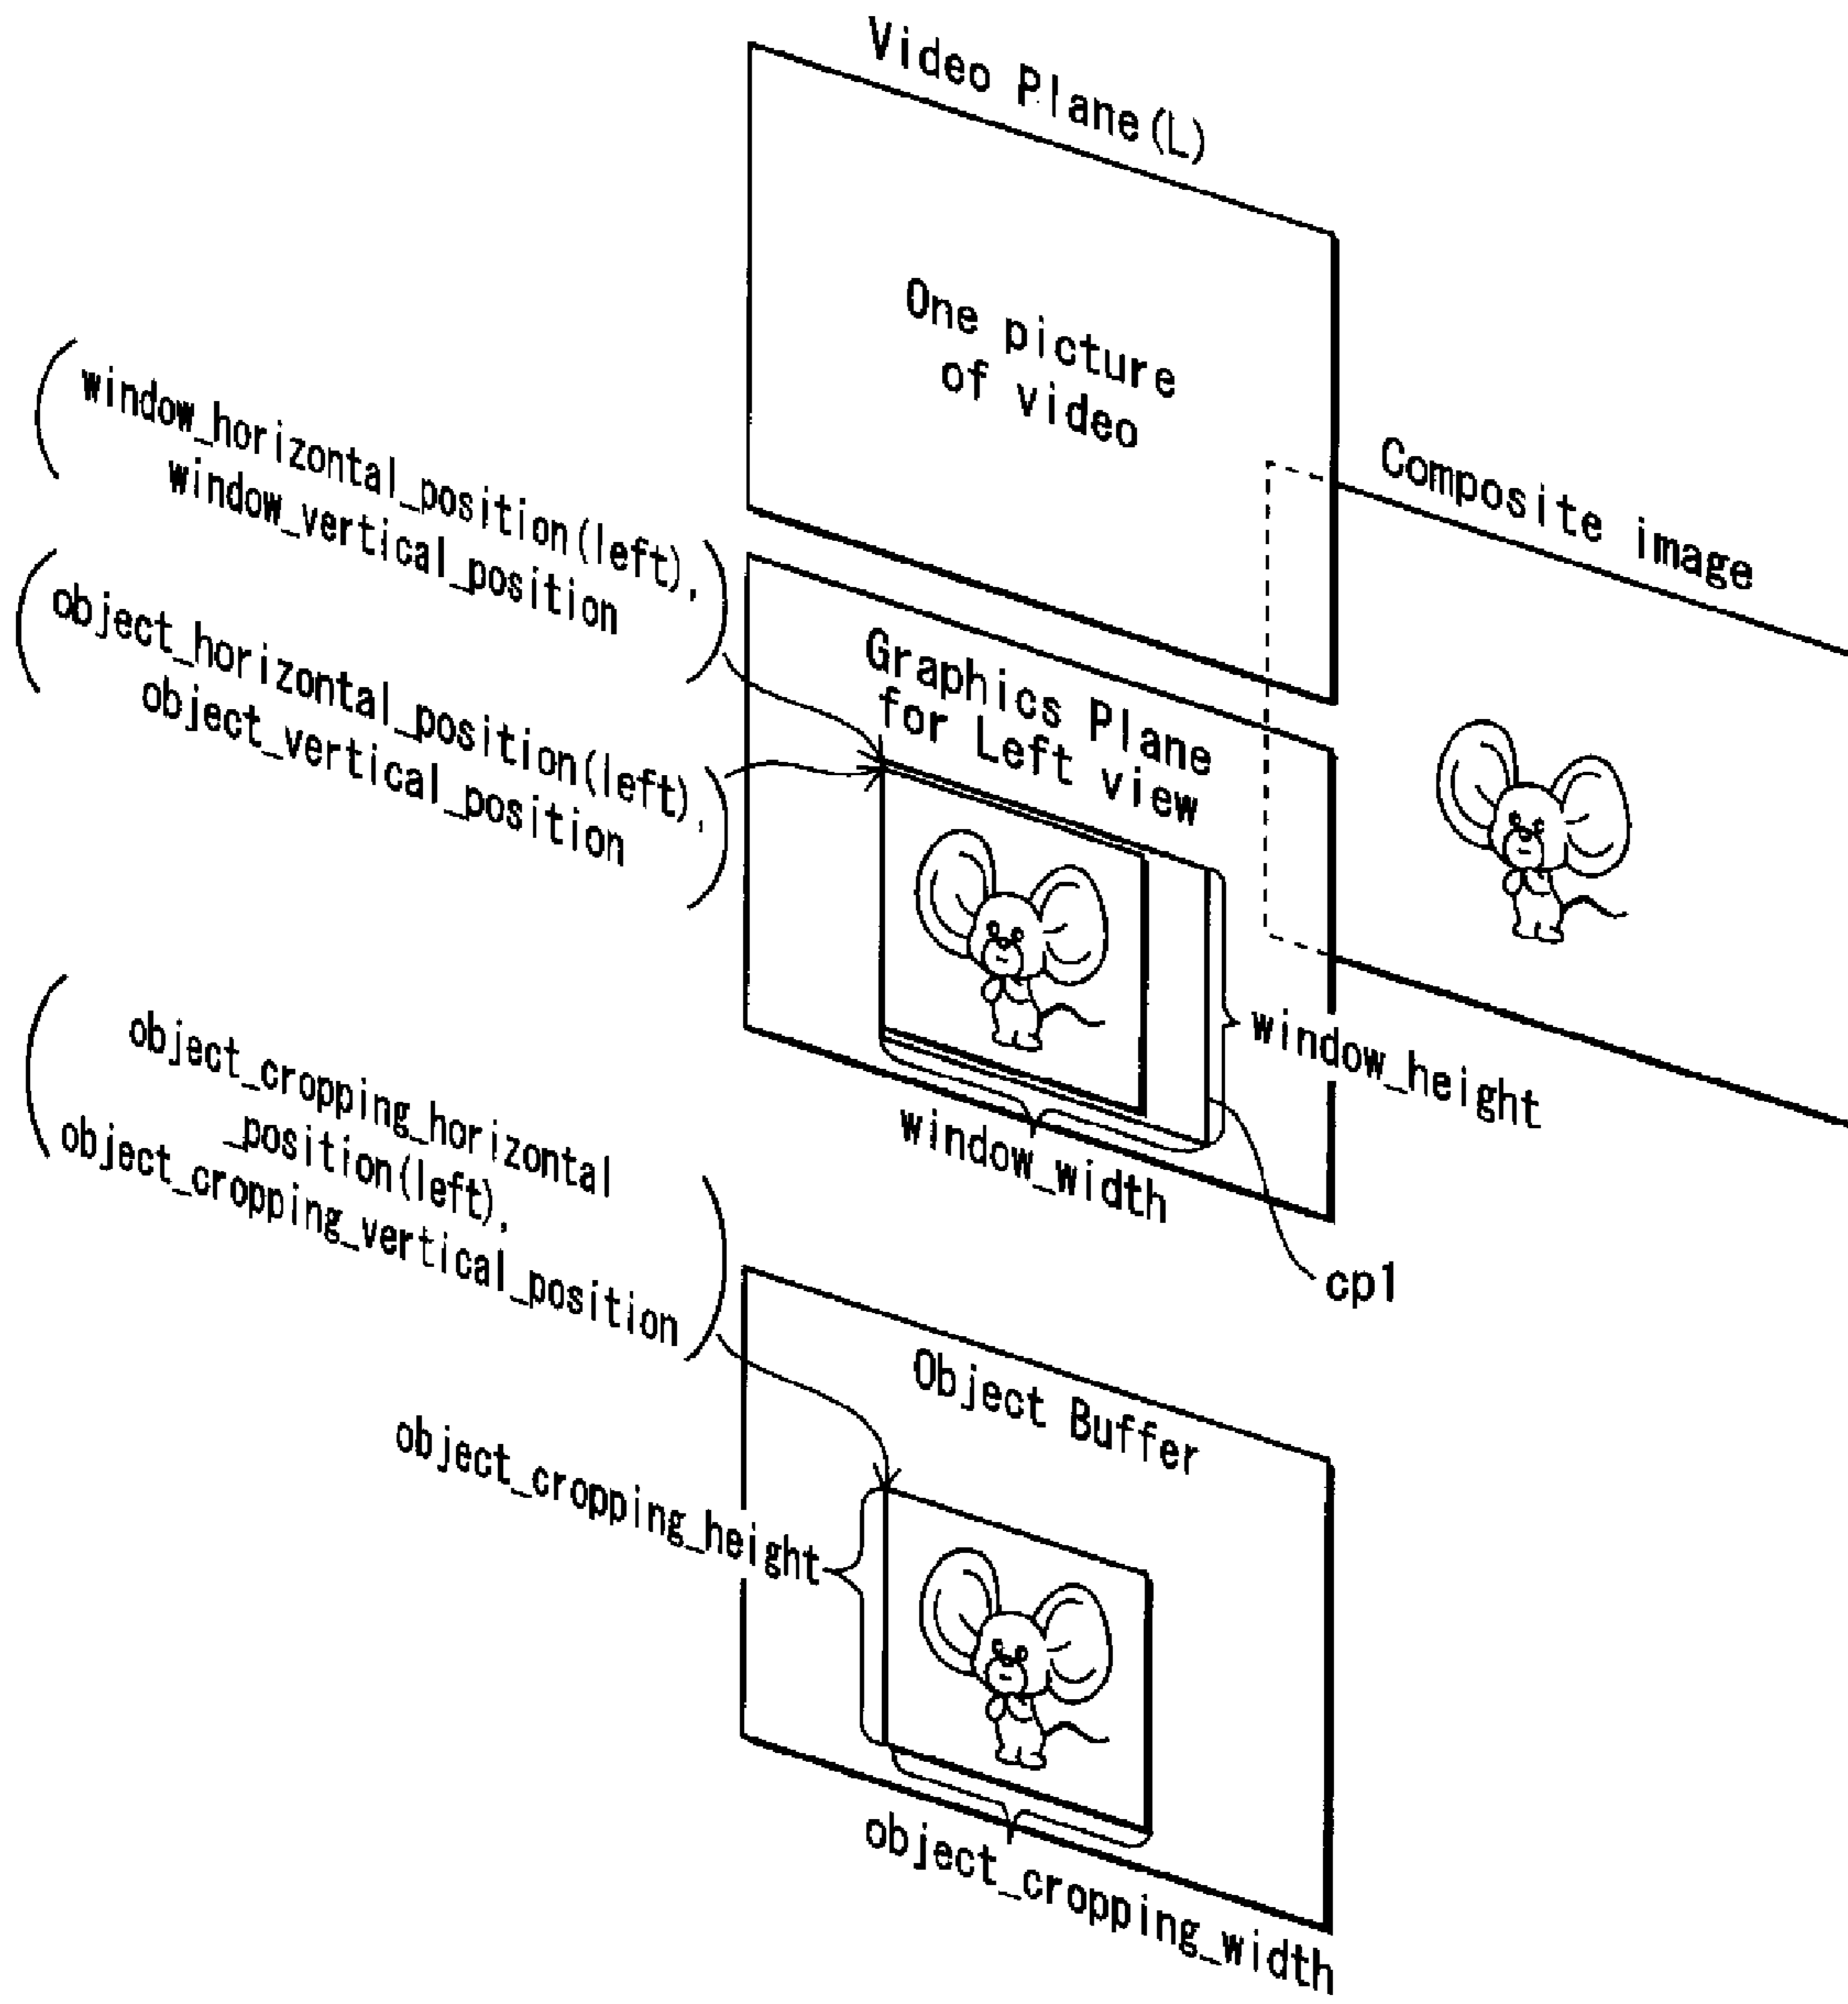 Video Plane(L)
One picture
of video
Composite image
window_horizontal_position(left),
window_vertical_position
object_horizontal_position(left),
object_vertical_position
Graphics Plane
for Left view
window_height
window_width
cp1
object_cropping_horizontal
_position(left),
object_cropping_vertical_position
Object Buffer
object_cropping_height
object_cropping_width